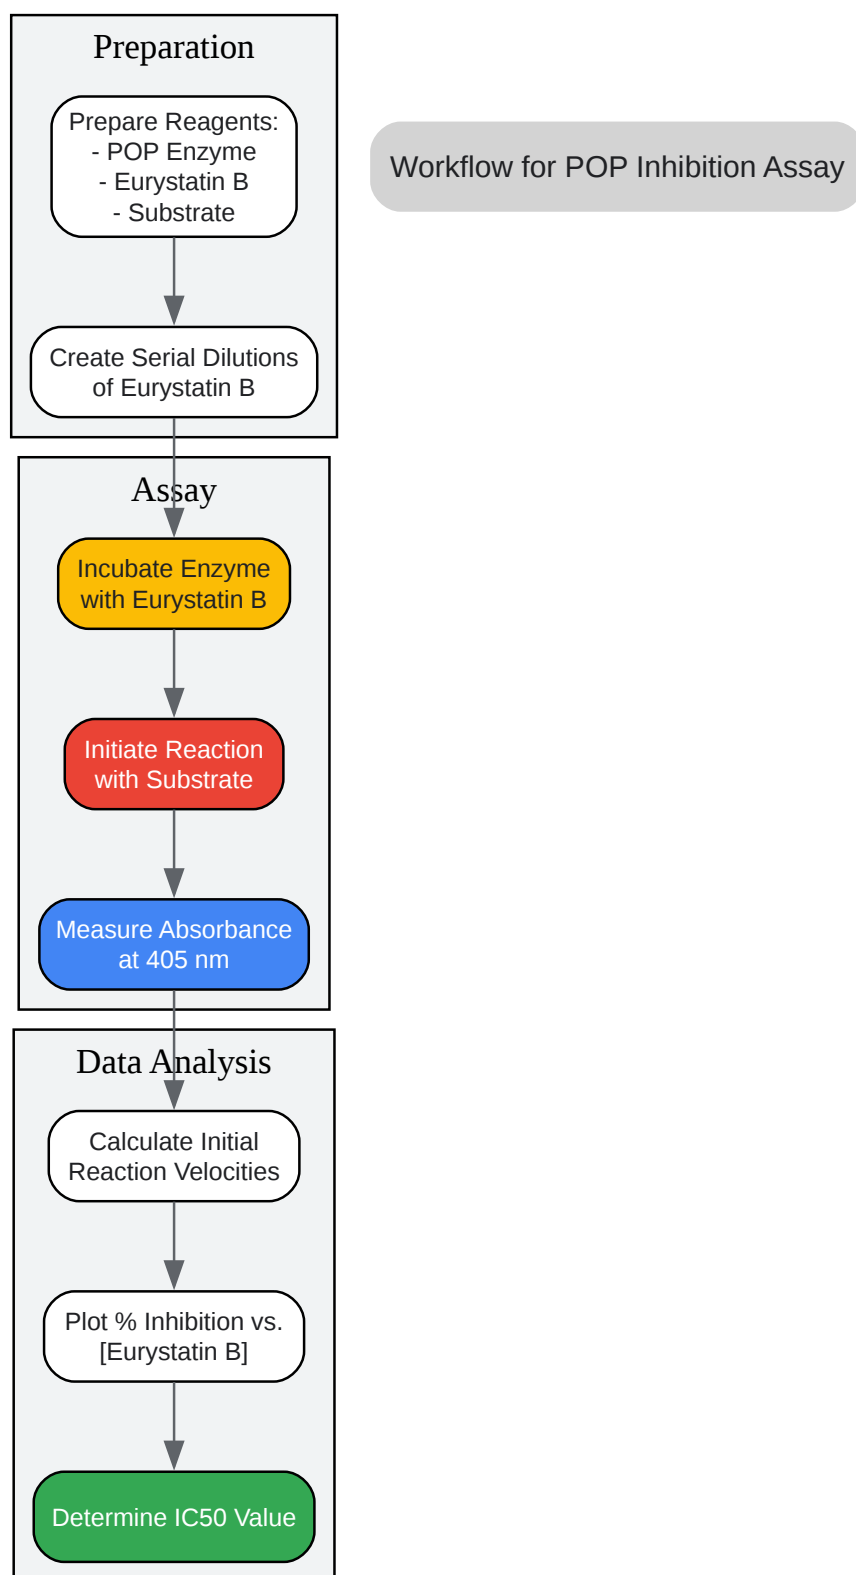 Preparation
Prepare Reagents:
- POP Enzyme
- Eurystatin B
- Substrate
Workflow for POP Inhibition Assay
Create Serial Dilutions
of Eurystatin B
Assay
Incubate Enzyme
with Eurystatin B
Initiate Reaction
with Substrate
Measure Absorbance
at 405 nm
Data Analysis
Calculate Initial
Reaction Velocities
Plot % Inhibition vs.
[Eurystatin B]
Determine IC50 Value